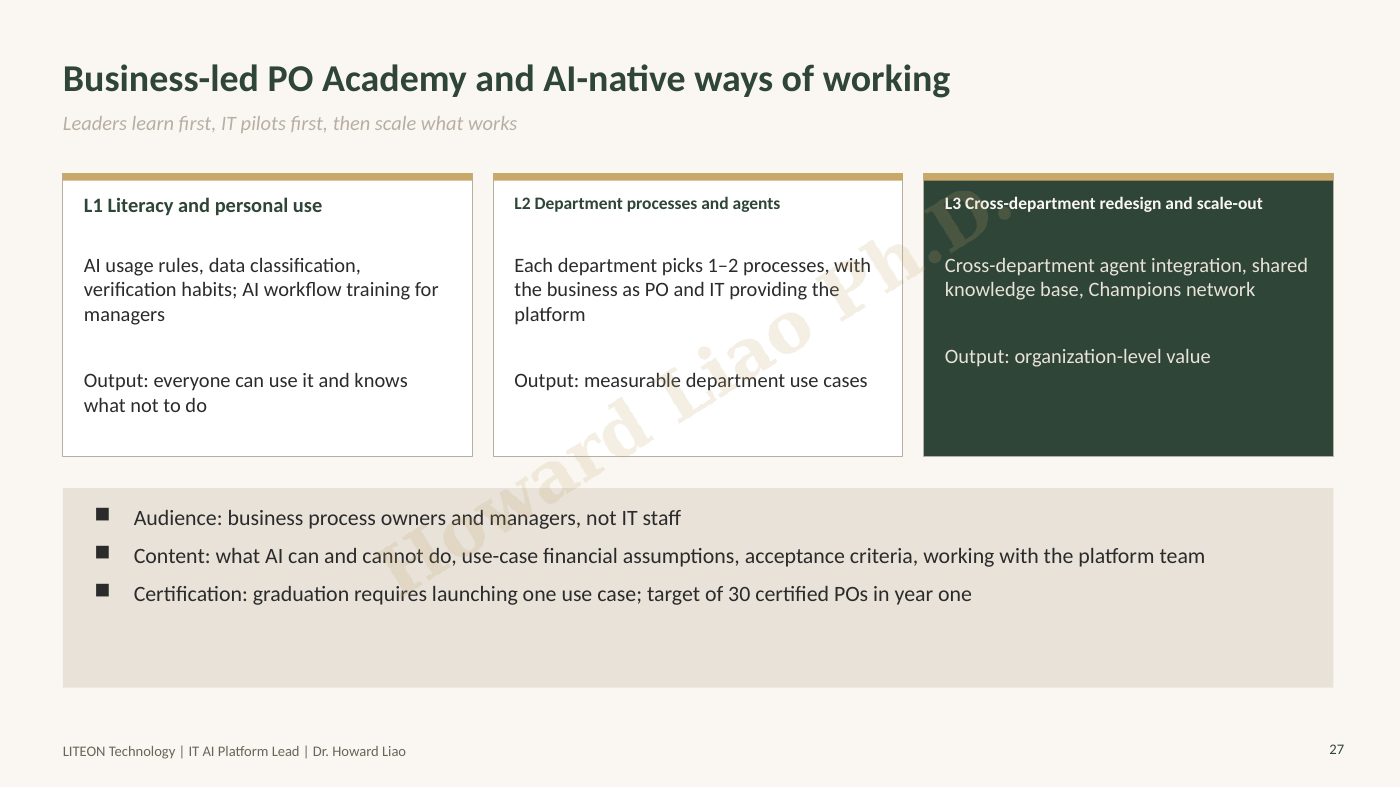 Business-led PO Academy and AI-native ways of working
Leaders learn first, IT pilots first, then scale what works
L1 Literacy and personal use
AI usage rules, data classification,
verification habits; AI workflow training for
managers
Output: everyone can use it and knows
what not to do
L2 Department processes and agents
Each department picks 1–2 processes, with
the business as PO and IT providing the
platform
Output: measurable department use cases
L3 Cross-department redesign and scale-out
Cross-department agent integration, shared
knowledge base, Champions network
Output: organization-level value
Howard Liao Ph.D.
■ Audience: business process owners and managers, not IT staff
■ Content: what AI can and cannot do, use-case financial assumptions, acceptance criteria, working with the platform team
■ Certification: graduation requires launching one use case; target of 30 certified POs in year one
LITEON Technology | IT AI Platform Lead | Dr. Howard Liao
27